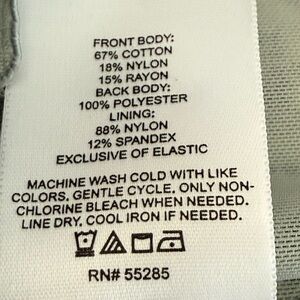 FRONT BODY:
67% COTTON
18% NYLON
15% RAYON
BACK BODY:
100% POLYESTER
LINING:
88% NYLON
12% SPANDEX
EXCLUSIVE OF ELASTIC
MACHINE WASH COLD WITH LIKE
COLORS. GENTLE CYCLE. ONLY NON-
CHLORINE BLEACH WHEN NEEDED.
LINE DRY. COOL IRON IF NEEDED.
RN# 55285